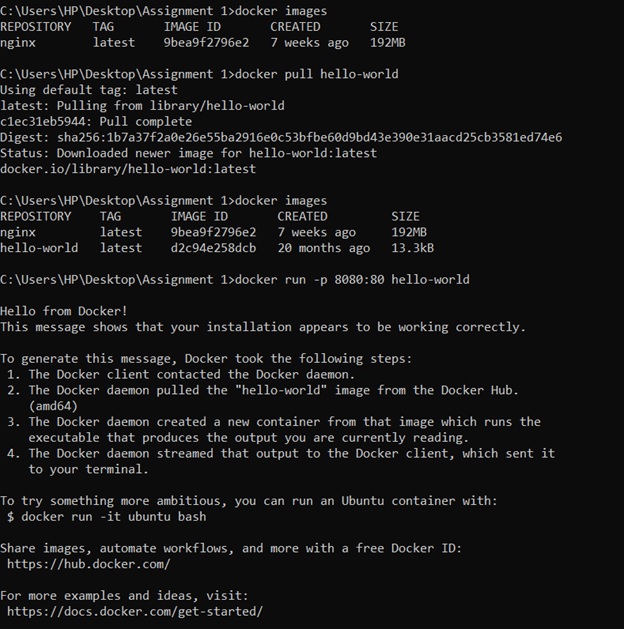 C:\Users\HP\Desktop\Assignment 1>docker images
REPOSITORY   TAG       IMAGE ID       CREATED       SIZE
nginx        latest    9bea9f2796e2   7 weeks ago   192MB

C:\Users\HP\Desktop\Assignment 1>docker pull hello-world
Using default tag: latest
latest: Pulling from library/hello-world
c1ec31eb5944: Pull complete
Digest: sha256:1b7a37f2a0e26e55ba2916e0c53bfbe60d9bd43e390e31aacd25cb3581ed74e6
Status: Downloaded newer image for hello-world:latest
docker.io/library/hello-world:latest

C:\Users\HP\Desktop\Assignment 1>docker images
REPOSITORY    TAG       IMAGE ID       CREATED         SIZE
nginx         latest    9bea9f2796e2   7 weeks ago     192MB
hello-world   latest    d2c94e258dcb   20 months ago   13.3kB

C:\Users\HP\Desktop\Assignment 1>docker run -p 8080:80 hello-world

Hello from Docker!
This message shows that your installation appears to be working correctly.

To generate this message, Docker took the following steps:
 1. The Docker client contacted the Docker daemon.
 2. The Docker daemon pulled the "hello-world" image from the Docker Hub.
    (amd64)
 3. The Docker daemon created a new container from that image which runs the
    executable that produces the output you are currently reading.
 4. The Docker daemon streamed that output to the Docker client, which sent it
    to your terminal.

To try something more ambitious, you can run an Ubuntu container with:
 $ docker run -it ubuntu bash

Share images, automate workflows, and more with a free Docker ID:
 https://hub.docker.com/

For more examples and ideas, visit:
 https://docs.docker.com/get-started/